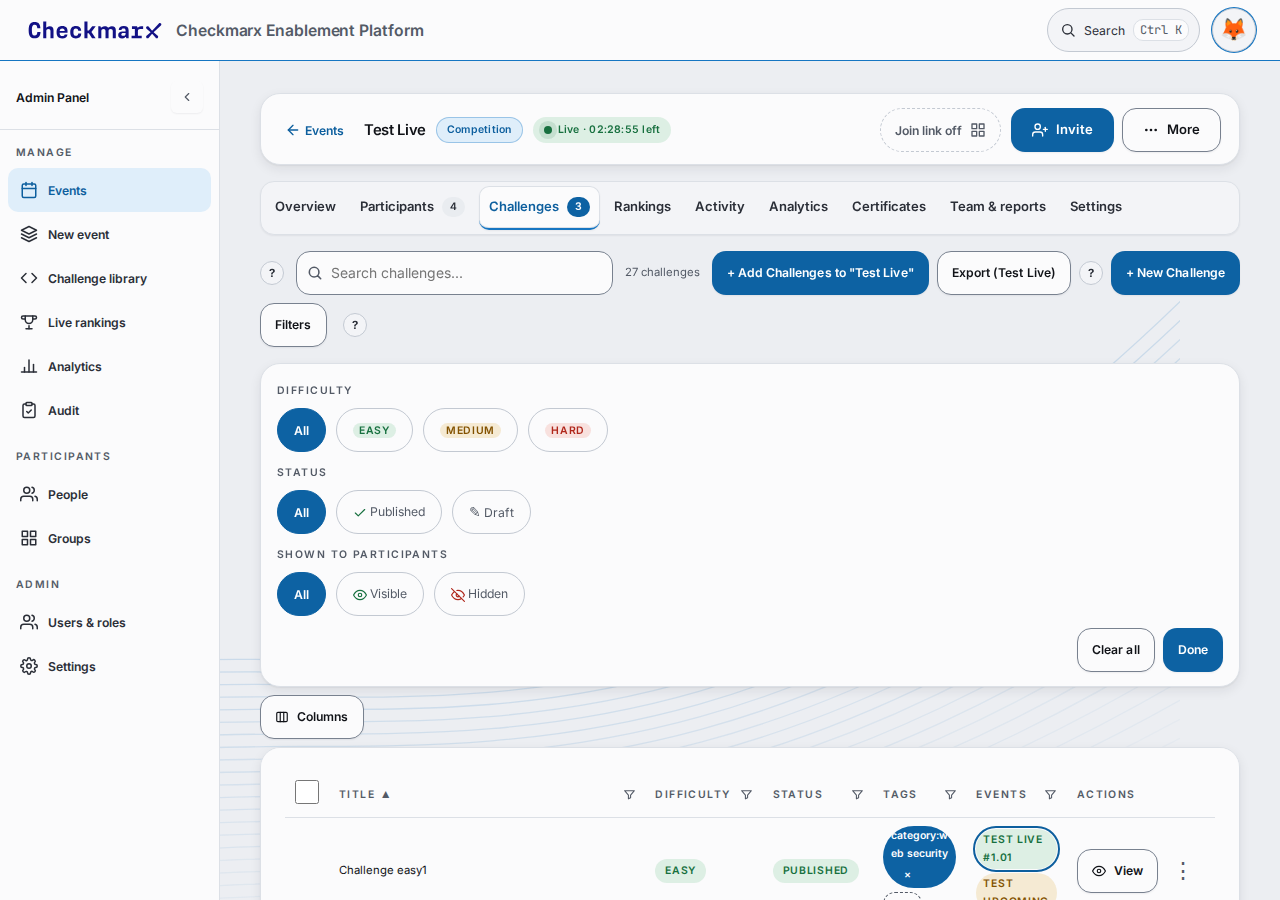 Checkmarx Checkmarx Enablement Platform Search Ctrl K
Admin Panel
MANAGE
Events
New event
Challenge library
Live rankings
Analytics
Audit
PARTICIPANTS
People
Groups
ADMIN
Users & roles
Settings
Events Test Live Competition Live · 02:28:55 left Join link off Invite ··· More
Overview Participants 4 Challenges 3 Rankings Activity Analytics Certificates Team & reports Settings
? Search challenges... 27 challenges + Add Challenges to "Test Live" Export (Test Live) ? + New Challenge
Filters ?
DIFFICULTY
All EASY MEDIUM HARD
STATUS
All ✓ Published ✎ Draft
SHOWN TO PARTICIPANTS
All Visible Hidden
Clear all Done
Columns
TITLE ▲ DIFFICULTY STATUS TAGS EVENTS ACTIONS
Challenge easy1 EASY PUBLISHED
category:w
eb security
×
TEST LIVE
#1.01
TEST
UPCOMING
View ⋮